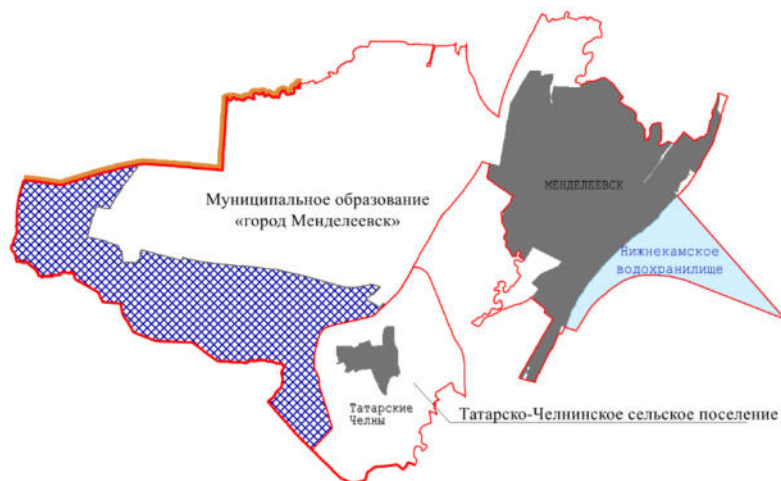 МЕНДЕЛЕЕВСК
Муниципальное образование
«город Менделеевск»
Нижнекамское
водохранилище
Татарские
Челны
Татарско-Челнинское сельское поселение